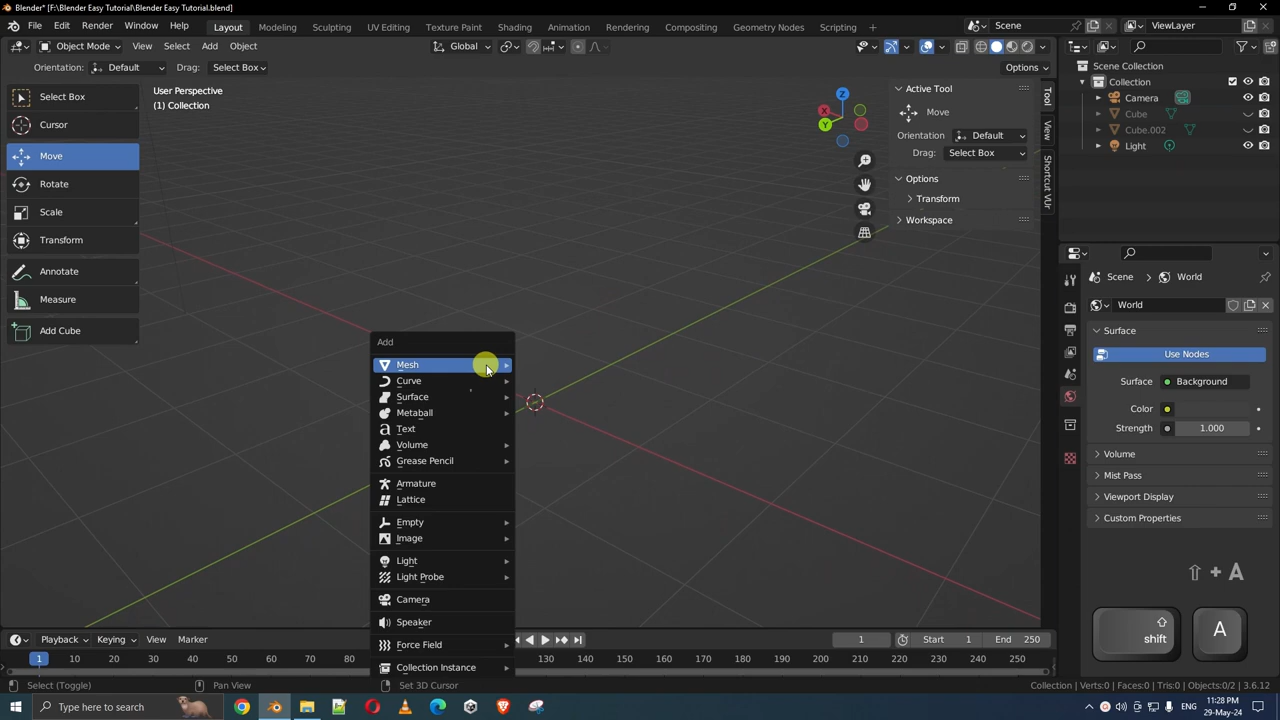 Blender* [F:\Blender Easy Tutorial\Blender Easy Tutorial.blend]
File Edit Render Window Help Layout Modeling Sculpting UV Editing Texture Paint Shading Animation Rendering Compositing Geometry Nodes Scripting Scene ViewLayer
Object Mode View Select Add Object Global
Orientation: Default Drag: Select Box Options
Select Box
Cursor
Move
Rotate
Scale
Transform
Annotate
Measure
Add Cube
User Perspective
(1) Collection
Z
X
Y
Active Tool
Move
Orientation Default
Drag: Select Box
Options
Transform
Workspace
Tool
View
Shortcut VUr
Scene Collection
Collection
Camera
Cube
Cube.002
Light
Scene World
World
Surface
Use Nodes
Surface Background
Color
Strength 1.000
Volume
Mist Pass
Viewport Display
Custom Properties
Add
Mesh
Curve
Surface
Metaball
Text
Volume
Grease Pencil
Armature
Lattice
Empty
Image
Light
Light Probe
Camera
Speaker
Force Field
Collection Instance
+ A
shift
A
Playback Keying View Marker 1 Start 1 End 250
1 10 20 30 40 50 60 70 80 130 140 150 160 170 180 190 200 210 220 230 240 250
Select (Toggle) Pan View Set 3D Cursor Collection | Verts:0 | Faces:0 | Tris:0 | Objects:0/2 | 3.6.12
Type here to search
11:28 PM
29-May-24